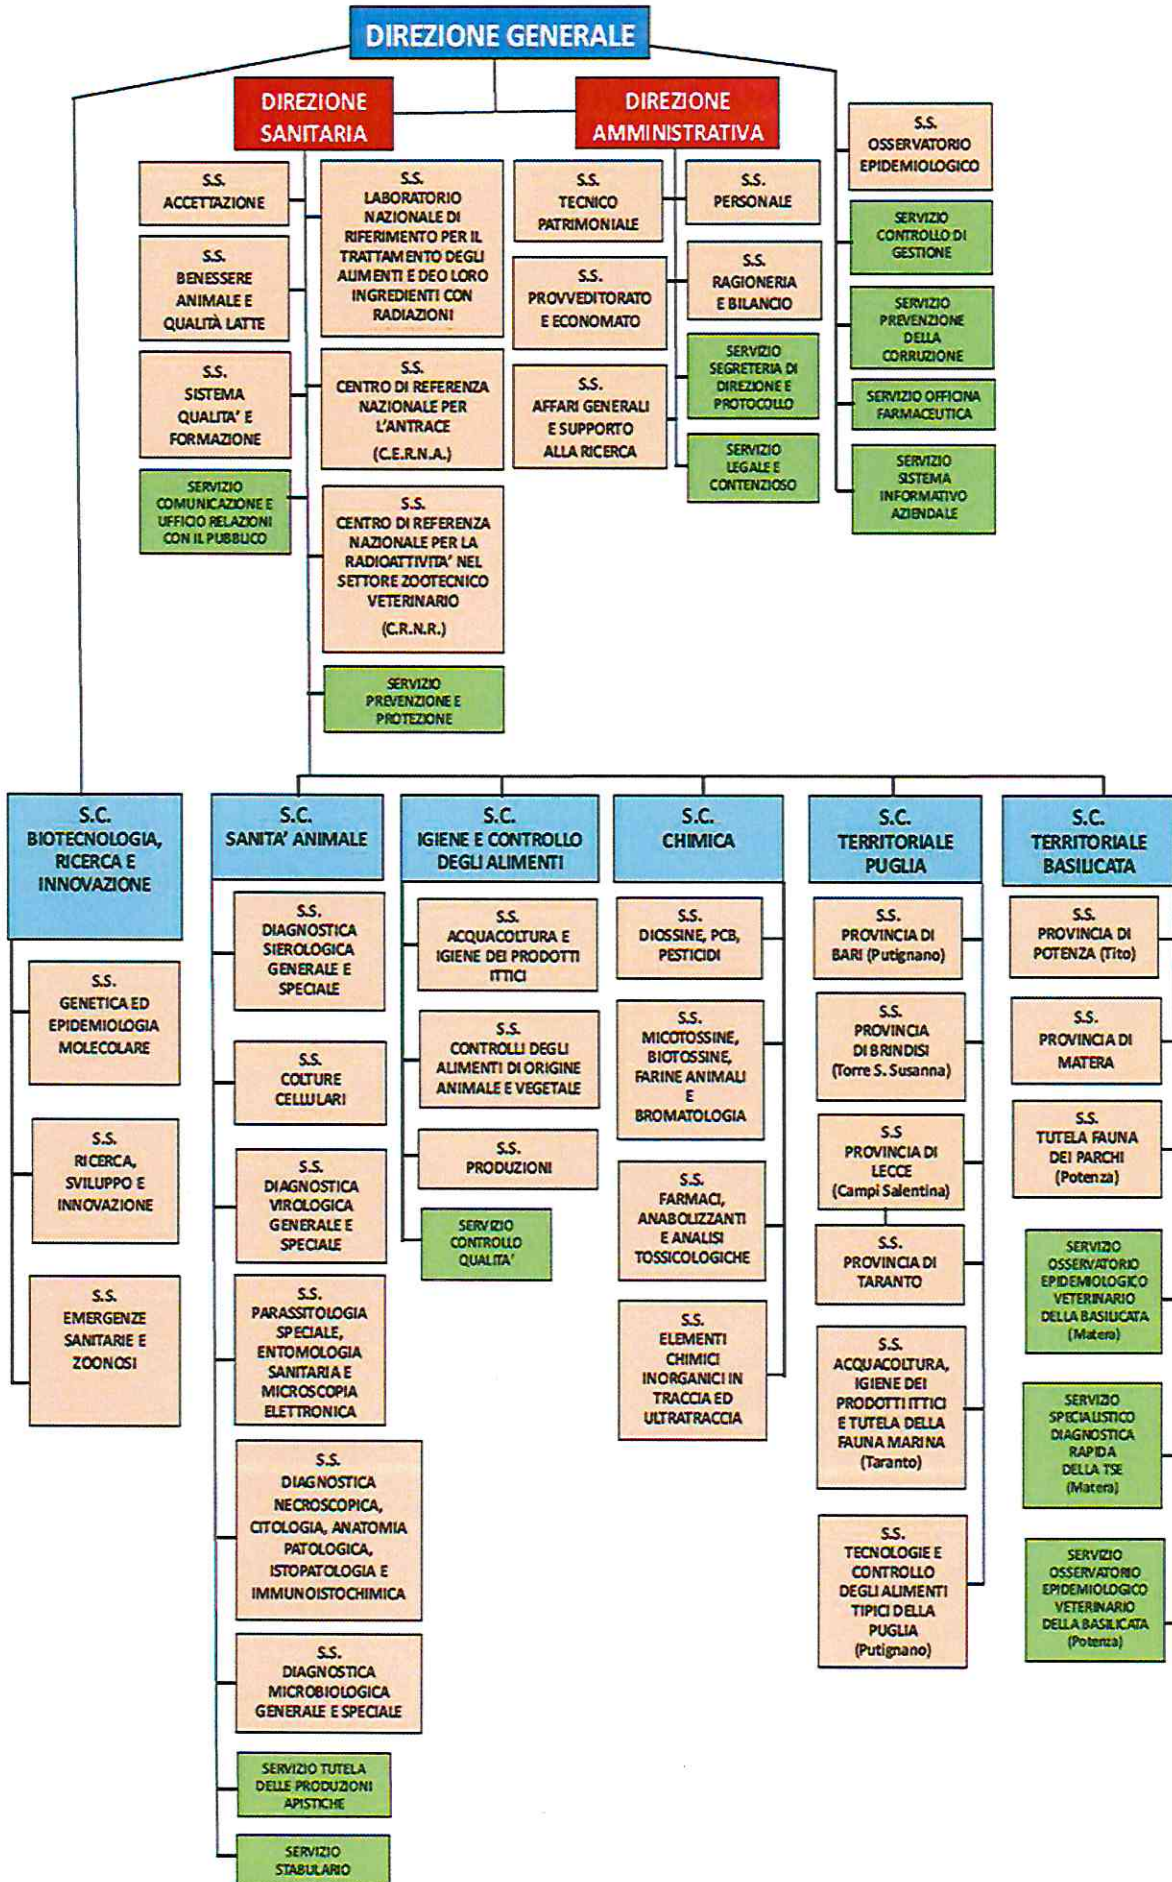 DIREZIONE GENERALE
DIREZIONE
SANITARIA
DIREZIONE
AMMINISTRATIVA
S.S.
ACCETTAZIONE
S.S.
BENESSERE
ANIMALE E
QUALITÀ LATTE
S.S.
SISTEMA
QUALITA' E
FORMAZIONE
SERVIZIO
COMUNICAZIONE E
UFFICIO RELAZIONI
CON IL PUBBLICO
S.S.
LABORATORIO
NAZIONALE DI
RIFERIMENTO PER IL
TRATTAMENTO DEGLI
ALIMENTI E DEO LORO
INGREDIENTI CON
RADIAZIONI
S.S.
CENTRO DI REFERENZA
NAZIONALE PER
L'ANTRACE
(C.E.R.N.A.)
S.S.
CENTRO DI REFERENZA
NAZIONALE PER LA
RADIOATTIVITA' NEL
SETTORE ZOOTECNICO
VETERINARIO
(C.R.N.R.)
SERVIZIO
PREVENZIONE E
PROTEZIONE
S.S.
TECNICO
PATRIMONIALE
S.S.
PROVVEDITORATO
E ECONOMATO
S.S.
AFFARI GENERALI
E SUPPORTO
ALLA RICERCA
S.S.
PERSONALE
S.S.
RAGIONERIA
E BILANCIO
SERVIZIO
SEGRETERIA DI
DIREZIONE E
PROTOCOLLO
SERVIZIO
LEGALE E
CONTENZIOSO
S.S.
OSSERVATORIO
EPIDEMIOLOGICO
SERVIZIO
CONTROLLO DI
GESTIONE
SERVIZIO
PREVENZIONE
DELLA
CORRUZIONE
SERVIZIO OFFICINA
FARMACEUTICA
SERVIZIO
SISTEMA
INFORMATIVO
AZIENDALE
S.C.
BIOTECNOLOGIA,
RICERCA E
INNOVAZIONE
S.S.
GENETICA ED
EPIDEMIOLOGIA
MOLECOLARE
S.S.
RICERCA,
SVILUPPO E
INNOVAZIONE
S.S.
EMERGENZE
SANITARIE E
ZOONOSI
S.C.
SANITA' ANIMALE
S.S.
DIAGNOSTICA
SIEROLOGICA
GENERALE E
SPECIALE
S.S.
COLTURE
CELLULARI
S.S.
DIAGNOSTICA
VIROLOGICA
GENERALE E
SPECIALE
S.S.
PARASSITOLOGIA
SPECIALE,
ENTOMOLOGIA
SANITARIA E
MICROSCOPIA
ELETTRONICA
S.S.
DIAGNOSTICA
NECROSCOPICA,
CITOLOGIA, ANATOMIA
PATOLOGICA,
ISTOPATOLOGIA E
IMMUNOISTOCHIMICA
S.S.
DIAGNOSTICA
MICROBIOLOGICA
GENERALE E SPECIALE
SERVIZIO TUTELA
DELLE PRODUZIONI
APISTICHE
SERVIZIO
STABULARIO
S.C.
IGIENE E CONTROLLO
DEGLI ALIMENTI
S.S.
ACQUACOLTURA E
IGIENE DEI PRODOTTI
ITTICI
S.S.
CONTROLLI DEGLI
ALIMENTI DI ORIGINE
ANIMALE E VEGETALE
S.S.
PRODUZIONI
SERVIZIO
CONTROLLO
QUALITA'
S.C.
CHIMICA
S.S.
DIOSSINE, PCB,
PESTICIDI
S.S.
MICOTOSSINE,
BIOTOSSINE,
FARINE ANIMALI
E
BROMATOLOGIA
S.S.
FARMACI,
ANABOLIZZANTI
E ANALISI
TOSSICOLOGICHE
S.S.
ELEMENTI
CHIMICI
INORGANICI IN
TRACCIA ED
ULTRATRACCIA
S.C.
TERRITORIALE
PUGLIA
S.S.
PROVINCIA DI
BARI (Putignano)
S.S.
PROVINCIA
DI BRINDISI
(Torre S. Susanna)
S.S
PROVINCIA DI
LECCE
(Campi Salentina)
S.S.
PROVINCIA DI
TARANTO
S.S.
ACQUACOLTURA,
IGIENE DEI
PRODOTTI ITTICI
E TUTELA DELLA
FAUNA MARINA
(Taranto)
S.S.
TECNOLOGIE E
CONTROLLO
DEGLI ALIMENTI
TIPICI DELLA
PUGLIA
(Putignano)
S.C.
TERRITORIALE
BASILICATA
S.S.
PROVINCIA DI
POTENZA (Tito)
S.S.
PROVINCIA DI
MATERA
S.S.
TUTELA FAUNA
DEI PARCHI
(Potenza)
SERVIZIO
OSSERVATORIO
EPIDEMIOLOGICO
VETERINARIO
DELLA BASILICATA
(Matera)
SERVIZIO
SPECIALISTICO
DIAGNOSTICA
RAPIDA
DELLA TSE
(Matera)
SERVIZIO
OSSERVATORIO
EPIDEMIOLOGICO
VETERINARIO
DELLA BASILICATA
(Potenza)